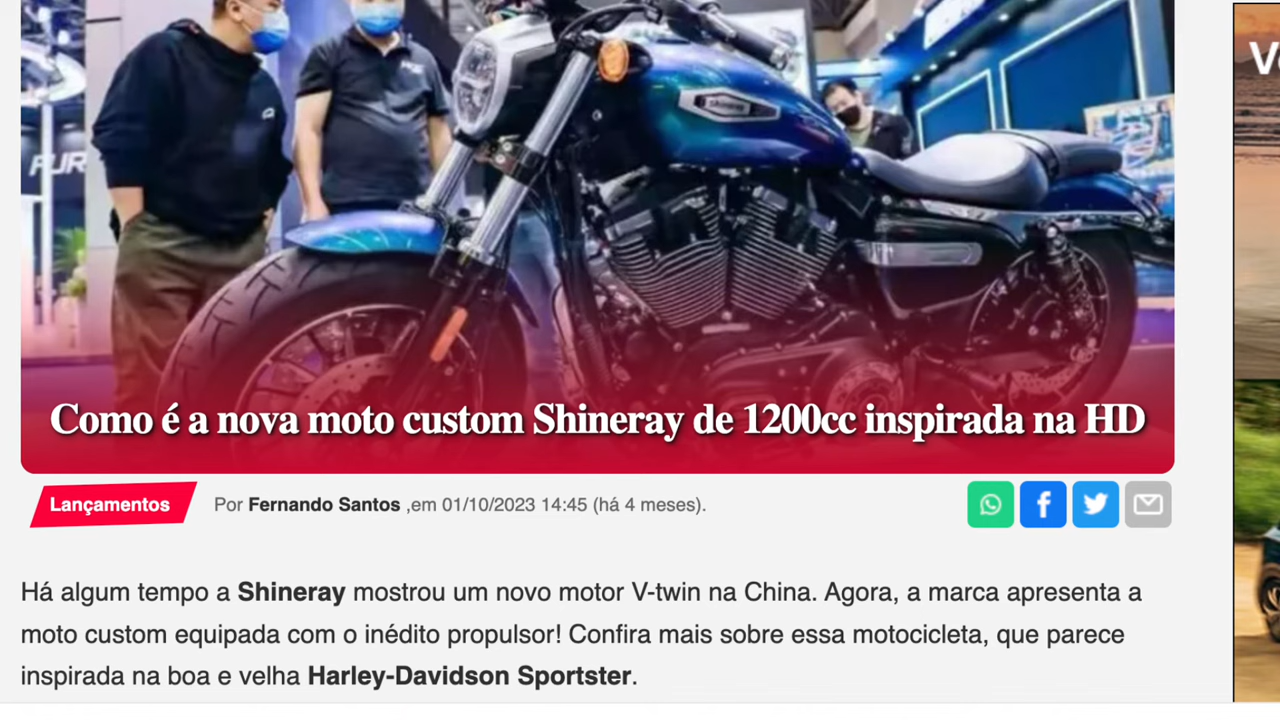 PUR
Shineray
Ve
Como é a nova moto custom Shineray de 1200cc inspirada na HD
Lançamentos
Por Fernando Santos ,em 01/10/2023 14:45 (há 4 meses).
Há algum tempo a Shineray mostrou um novo motor V-twin na China. Agora, a marca apresenta a
moto custom equipada com o inédito propulsor! Confira mais sobre essa motocicleta, que parece
inspirada na boa e velha Harley-Davidson Sportster.